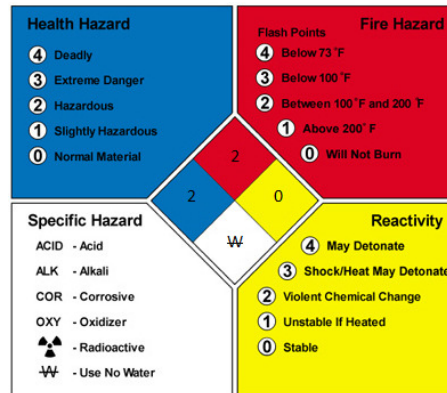 Health Hazard
4 Deadly
3 Extreme Danger
2 Hazardous
1 Slightly Hazardous
0 Normal Material
Fire Hazard
Flash Points
4 Below 73°F
3 Below 100°F
2 Between 100°F and 200°F
1 Above 200°F
0 Will Not Burn
2
2
0
W
Specific Hazard
ACID - Acid
ALK - Alkali
COR - Corrosive
OXY - Oxidizer
- Radioactive
W - Use No Water
Reactivity
4 May Detonate
3 Shock/Heat May Detonate
2 Violent Chemical Change
1 Unstable If Heated
0 Stable